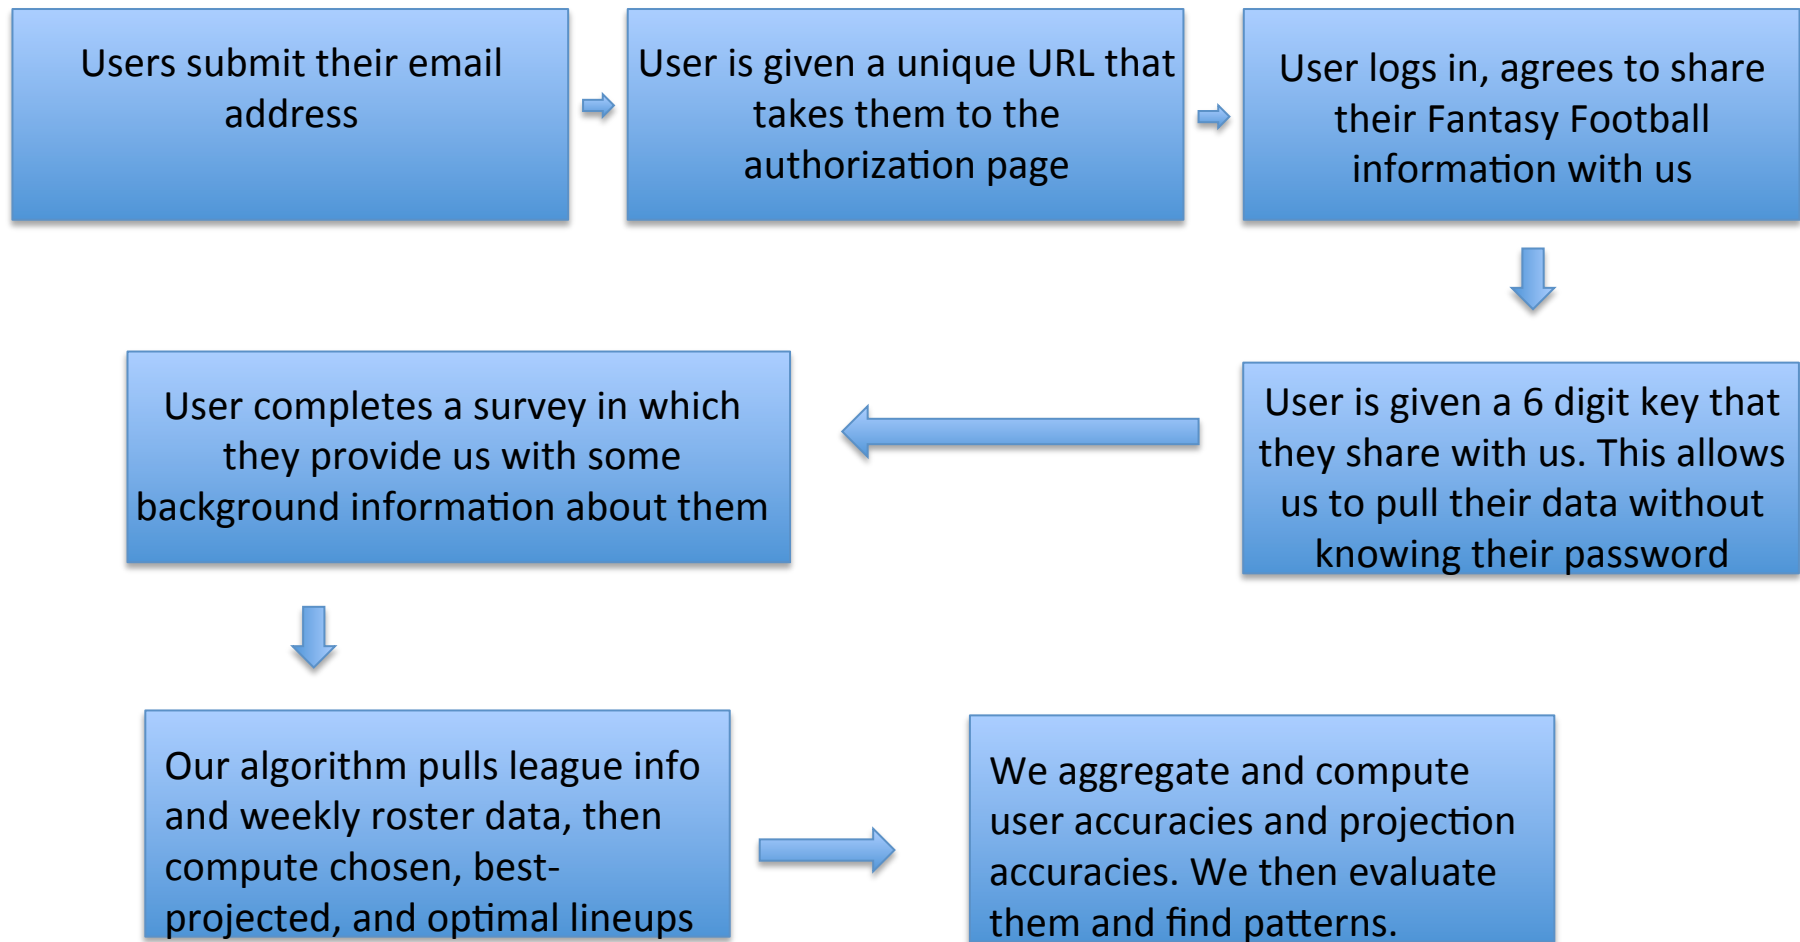 Users submit their email
address
User is given a unique URL that
takes them to the
authorization page
User logs in, agrees to share
their Fantasy Football
information with us
User is given a 6 digit key that
they share with us. This allows
us to pull their data without
knowing their password
User completes a survey in which
they provide us with some
background information about them
Our algorithm pulls league info
and weekly roster data, then
compute chosen, best-
projected, and optimal lineups
We aggregate and compute
user accuracies and projection
accuracies. We then evaluate
them and find patterns.